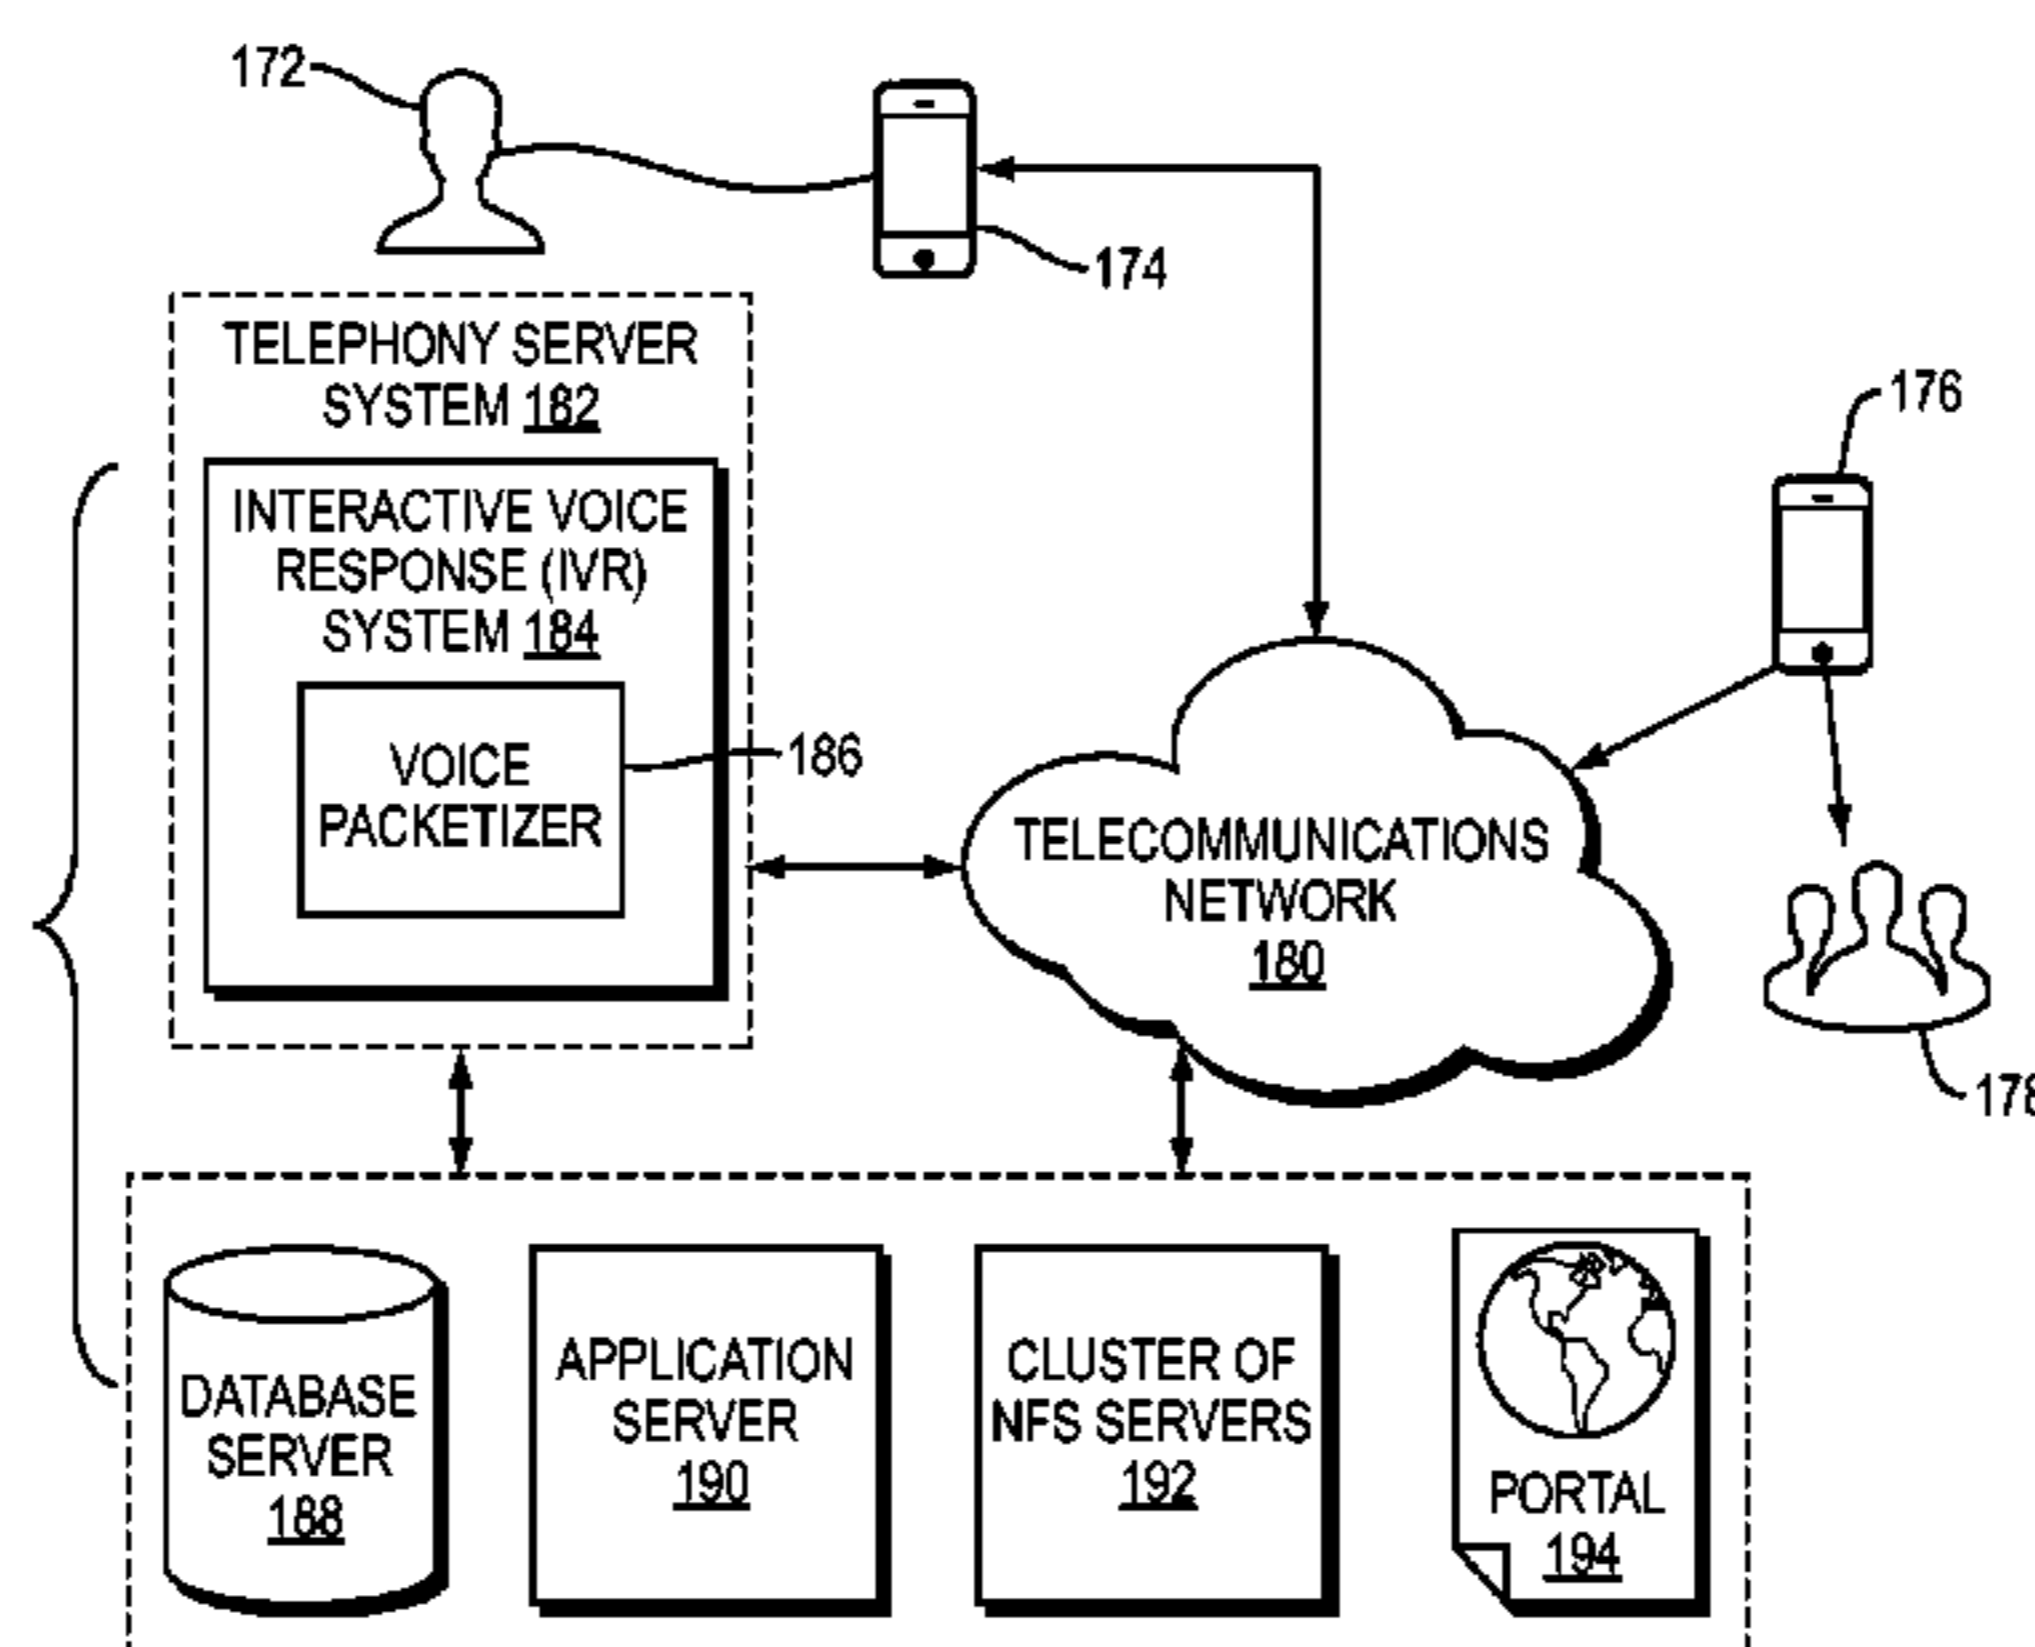 172
174
TELEPHONY SERVER
SYSTEM 182
176
INTERACTIVE VOICE
RESPONSE (IVR)
SYSTEM 184
VOICE
PACKETIZER
186
TELECOMMUNICATIONS
NETWORK
180
178
DATABASE
SERVER
188
APPLICATION
SERVER
190
CLUSTER OF
NFS SERVERS
192
PORTAL
194